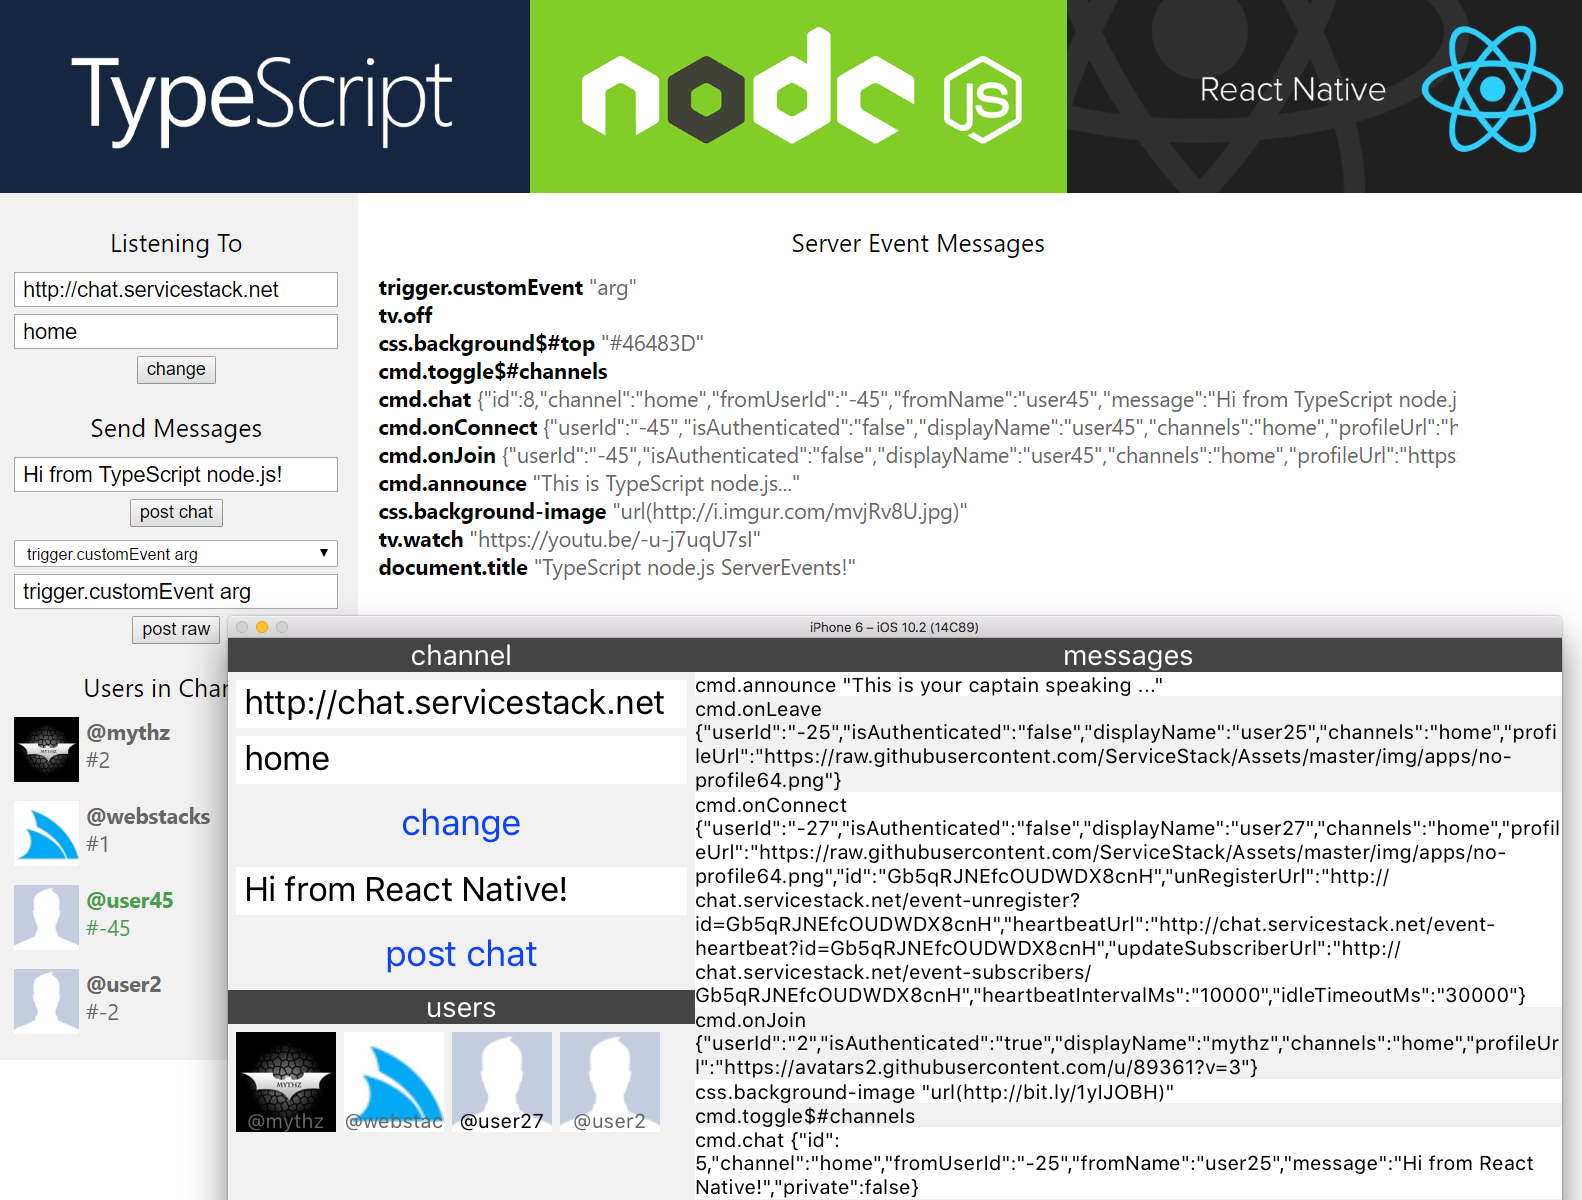 TypeScript
node
JS
React Native
Listening To
http://chat.servicestack.net
home
change
Send Messages
Hi from TypeScript node.js!
post chat
trigger.customEvent arg
trigger.customEvent arg
post raw
Users in Char
@mythz
#2
@webstacks
#1
@user45
#-45
@user2
#-2
Server Event Messages
trigger.customEvent "arg"
tv.off
css.background$#top "#46483D"
cmd.toggle$#channels
cmd.chat {"id":8,"channel":"home","fromUserId":"-45","fromName":"user45","message":"Hi from TypeScript node.j
cmd.onConnect {"userId":"-45","isAuthenticated":"false","displayName":"user45","channels":"home","profileUrl":"h
cmd.onJoin {"userId":"-45","isAuthenticated":"false","displayName":"user45","channels":"home","profileUrl":"https:
cmd.announce "This is TypeScript node.js..."
css.background-image "url(http://i.imgur.com/mvjRv8U.jpg)"
tv.watch "https://youtu.be/-u-j7uqU7sI"
document.title "TypeScript node.js ServerEvents!"
iPhone 6 – iOS 10.2 (14C89)
channel
http://chat.servicestack.net
home
change
Hi from React Native!
post chat
users
MYTHZ
@mythz
@webstac
@user27
@user2
messages
cmd.announce "This is your captain speaking ..."
cmd.onLeave
{"userId":"-25","isAuthenticated":"false","displayName":"user25","channels":"home","profi
leUrl":"https://raw.githubusercontent.com/ServiceStack/Assets/master/img/apps/no-
profile64.png"}
cmd.onConnect
{"userId":"-27","isAuthenticated":"false","displayName":"user27","channels":"home","profil
eUrl":"https://raw.githubusercontent.com/ServiceStack/Assets/master/img/apps/no-
profile64.png","id":"Gb5qRJNEfcOUDWDX8cnH","unRegisterUrl":"http://
chat.servicestack.net/event-unregister?
id=Gb5qRJNEfcOUDWDX8cnH","heartbeatUrl":"http://chat.servicestack.net/event-
heartbeat?id=Gb5qRJNEfcOUDWDX8cnH","updateSubscriberUrl":"http://
chat.servicestack.net/event-subscribers/
Gb5qRJNEfcOUDWDX8cnH","heartbeatIntervalMs":"10000","idleTimeoutMs":"30000"}
cmd.onJoin
{"userId":"2","isAuthenticated":"true","displayName":"mythz","channels":"home","profileUr
l":"https://avatars2.githubusercontent.com/u/89361?v=3"}
css.background-image "url(http://bit.ly/1yIJOBH)"
cmd.toggle$#channels
cmd.chat {"id":
5,"channel":"home","fromUserId":"-25","fromName":"user25","message":"Hi from React
Native!","private":false}